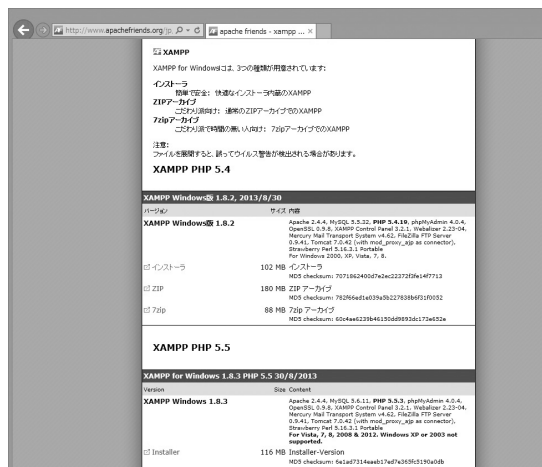 http://www.apachefriends.org/jp
apache friends - xampp ...
XAMPP
XAMPP for Windowsには、3つの種類が用意されています:
インストーラ
簡単で安全: 快適なインストーラ内蔵のXAMPP
ZIPアーカイブ
こだわり派向け: 通常のZIPアーカイブでのXAMPP
7zipアーカイブ
こだわり派で時間の無い人向け: 7zipアーカイブでのXAMPP
注意:
ファイルを展開すると、誤ってウイルス警告が検出される場合があります。
XAMPP PHP 5.4
XAMPP Windows版 1.8.2, 2013/8/30
バージョン サイズ 内容
XAMPP Windows版 1.8.2 Apache 2.4.4, MySQL 5.5.32, PHP 5.4.19, phpMyAdmin 4.0.4,
OpenSSL 0.9.8, XAMPP Control Panel 3.2.1, Webalizer 2.23-04,
Mercury Mail Transport System v4.62, FileZilla FTP Server
0.9.41, Tomcat 7.0.42 (with mod_proxy_ajp as connector),
Strawberry Perl 5.16.3.1 Portable
For Windows 2000, XP, Vista, 7, 8.
インストーラ 102 MB インストーラ
MD5 checksum: 7071862400d7e2ec22372f3fe14f7713
ZIP 180 MB ZIP アーカイブ
MD5 checksum: 782f66ed1e039a5b227838b6f31f0052
7zip 88 MB 7zip アーカイブ
MD5 checksum: 60c4ae6239b46150dd9893dc173e652e
XAMPP PHP 5.5
XAMPP for Windows 1.8.3 PHP 5.5 30/8/2013
Version Size Content
XAMPP Windows 1.8.3 Apache 2.4.4, MySQL 5.6.11, PHP 5.5.3, phpMyAdmin 4.0.4,
OpenSSL 0.9.8, XAMPP Control Panel 3.2.1, Webalizer 2.23-04,
Mercury Mail Transport System v4.62, FileZilla FTP Server
0.9.41, Tomcat 7.0.42 (with mod_proxy_ajp as connector),
Strawberry Perl 5.16.3.1 Portable
For Vista, 7, 8, 2008 & 2012. Windows XP or 2003 not
supported.
Installer 116 MB Installer-Version
MD5 checksum: 6e1ad7314eaeb17ed7e365fc5190a0db